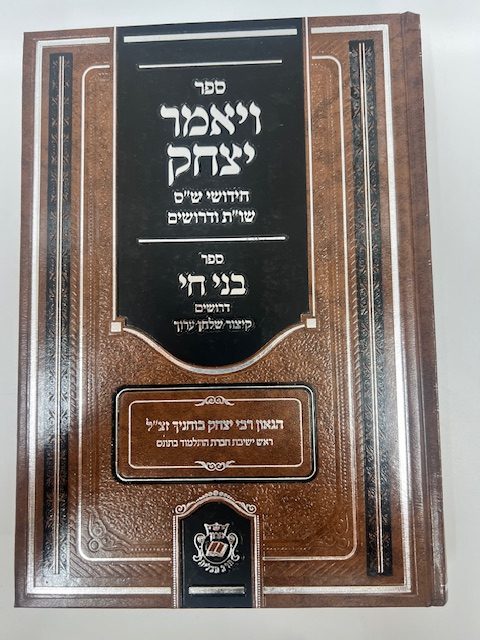 ספר
ויאמר
יצחק
חידושי ש"ס
שו"ת ודרושים
ספר
בני חי
דרושים
קיצור שלחן ערוך
הגאון רבי יצחק בוחניך זצ"ל
ראש ישיבת חברת התלמוד בתונס